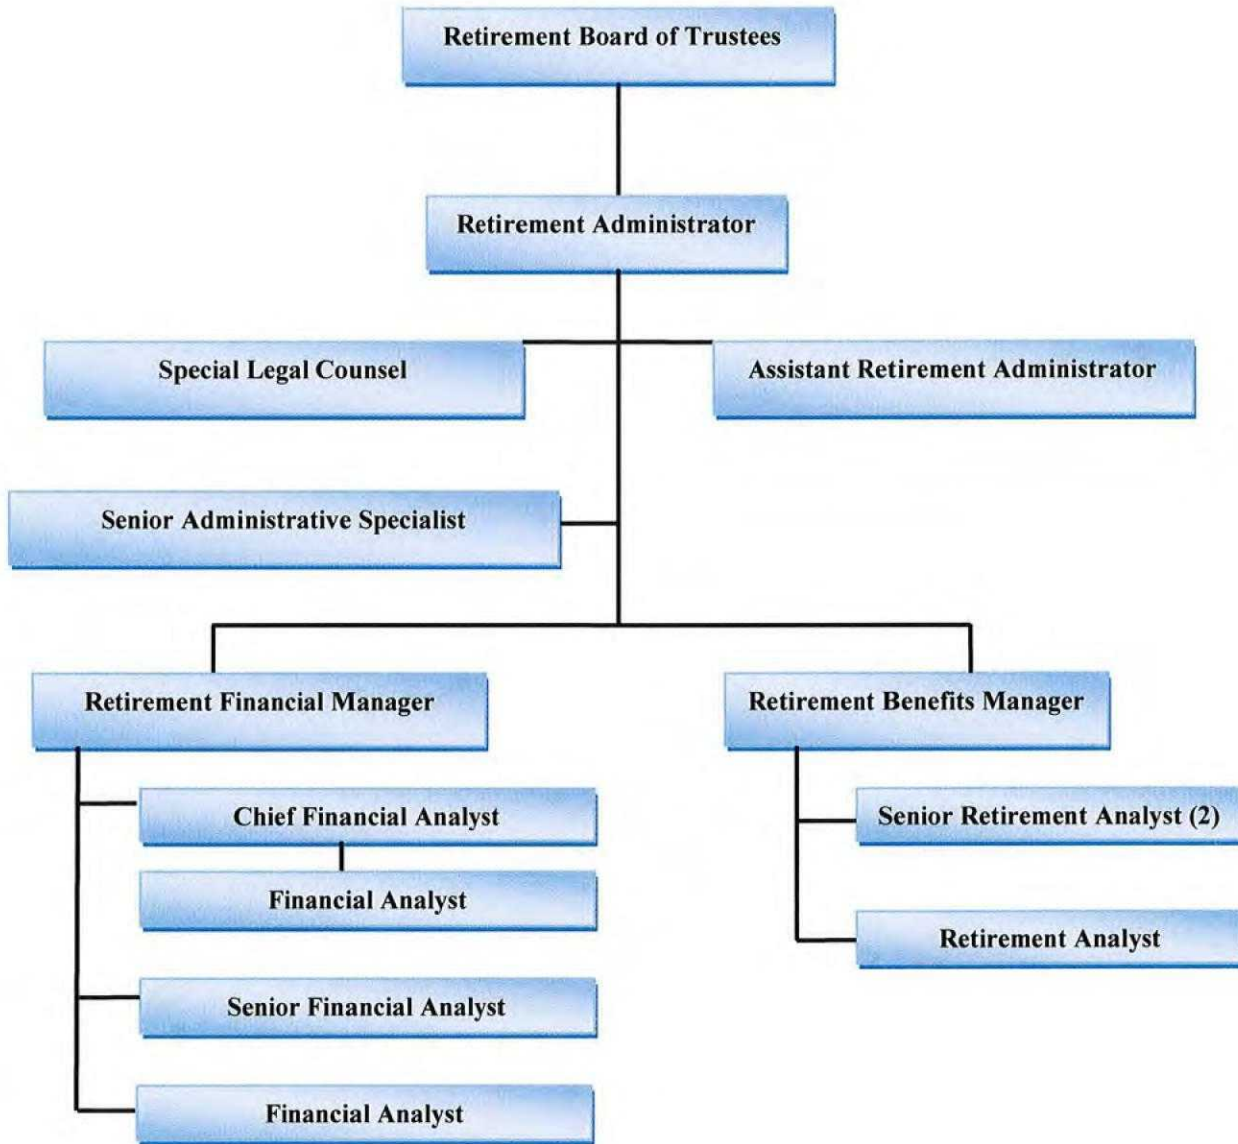 Retirement Board of Trustees
Retirement Administrator
Special Legal Counsel
Assistant Retirement Administrator
Senior Administrative Specialist
Retirement Financial Manager
Retirement Benefits Manager
Chief Financial Analyst
Senior Retirement Analyst (2)
Financial Analyst
Retirement Analyst
Senior Financial Analyst
Financial Analyst